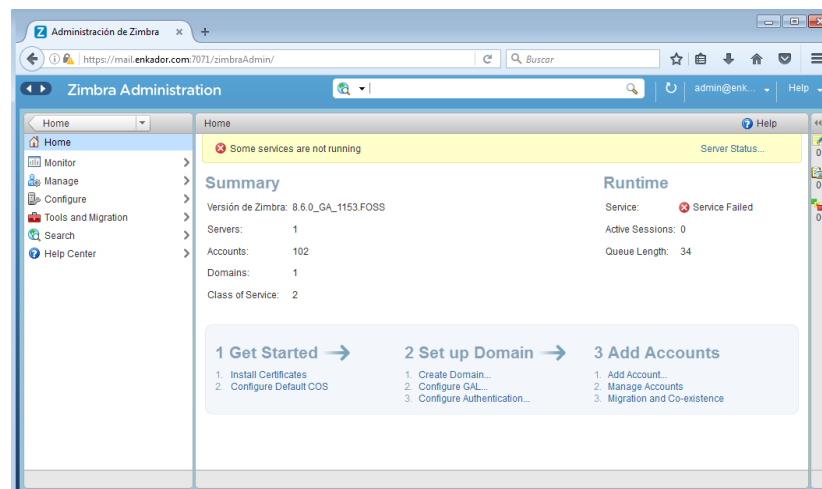 Administración de Zimbra
https://mail.enkador.com:7071/zimbraAdmin/
Buscar
Zimbra Administration
admin@enk...
Help
Home
Home
Help
Home
Monitor
Manage
Configure
Tools and Migration
Search
Help Center
Some services are not running
Server Status...
Summary
Versión de Zimbra: 8.6.0_GA_1153.FOSS
Servers: 1
Accounts: 102
Domains: 1
Class of Service: 2
Runtime
Service: Service Failed
Active Sessions: 0
Queue Length: 34
1 Get Started
1. Install Certificates
2. Configure Default COS
2 Set up Domain
1. Create Domain...
2. Configure GAL...
3. Configure Authentication...
3 Add Accounts
1. Add Account...
2. Manage Accounts
3. Migration and Co-existence
0
0
0